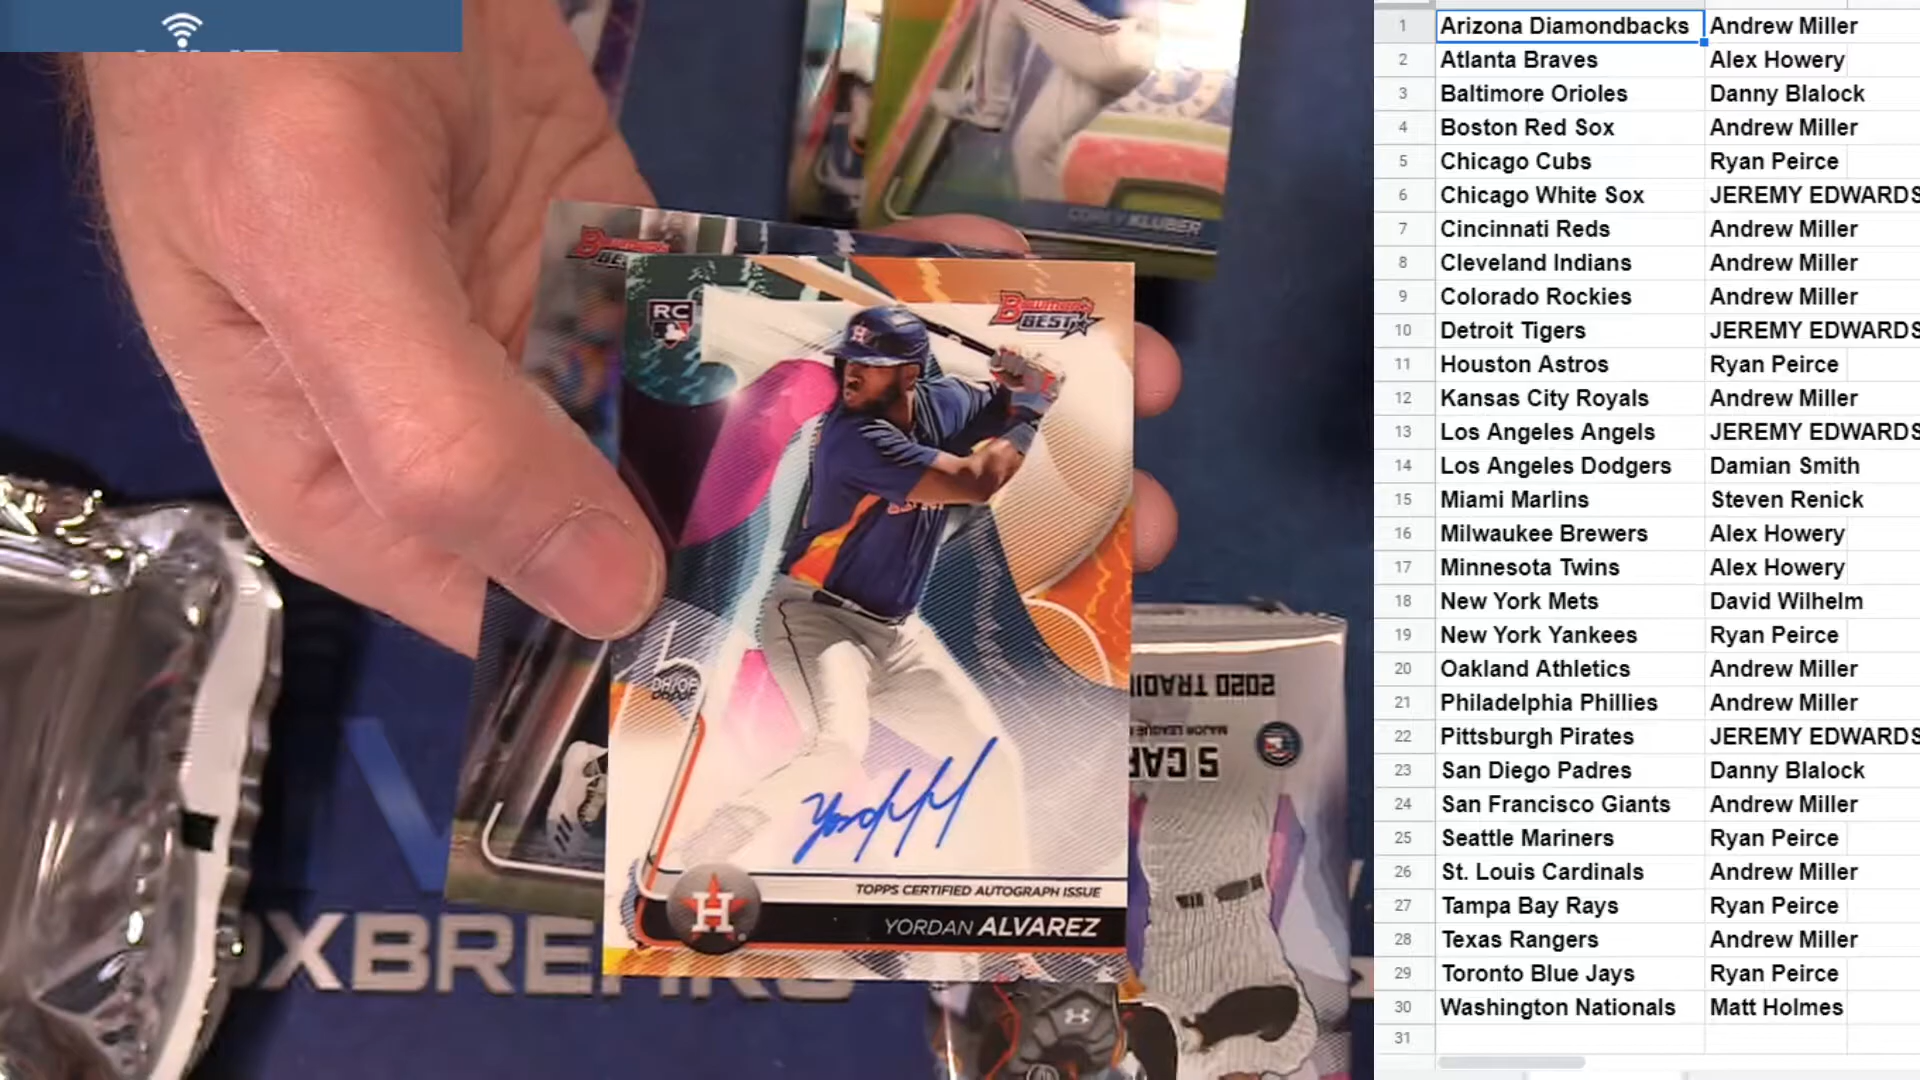 COREY KLUBER
Bowman's
BEST
RC
Bowman's
BEST
DH/OF
TOPPS CERTIFIED AUTOGRAPH ISSUE
YORDAN ALVAREZ
H
2020
5
OXBREAKS
1 Arizona Diamondbacks Andrew Miller
2 Atlanta Braves Alex Howery
3 Baltimore Orioles Danny Blalock
4 Boston Red Sox Andrew Miller
5 Chicago Cubs Ryan Peirce
6 Chicago White Sox JEREMY EDWARDS
7 Cincinnati Reds Andrew Miller
8 Cleveland Indians Andrew Miller
9 Colorado Rockies Andrew Miller
10 Detroit Tigers JEREMY EDWARDS
11 Houston Astros Ryan Peirce
12 Kansas City Royals Andrew Miller
13 Los Angeles Angels JEREMY EDWARDS
14 Los Angeles Dodgers Damian Smith
15 Miami Marlins Steven Renick
16 Milwaukee Brewers Alex Howery
17 Minnesota Twins Alex Howery
18 New York Mets David Wilhelm
19 New York Yankees Ryan Peirce
20 Oakland Athletics Andrew Miller
21 Philadelphia Phillies Andrew Miller
22 Pittsburgh Pirates JEREMY EDWARDS
23 San Diego Padres Danny Blalock
24 San Francisco Giants Andrew Miller
25 Seattle Mariners Ryan Peirce
26 St. Louis Cardinals Andrew Miller
27 Tampa Bay Rays Ryan Peirce
28 Texas Rangers Andrew Miller
29 Toronto Blue Jays Ryan Peirce
30 Washington Nationals Matt Holmes
31